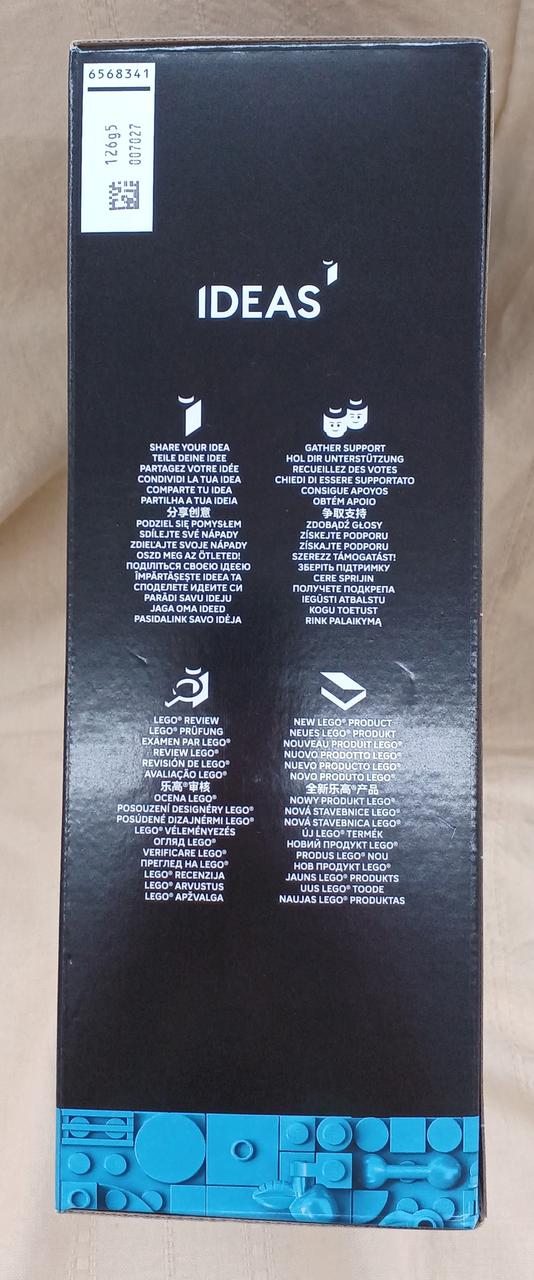 6568341
126g5
007027
IDEAS
SHARE YOUR IDEA
TEILE DEINE IDEE
PARTAGEZ VOTRE IDÉE
CONDIVIDI LA TUA IDEA
COMPARTE TU IDEA
PARTILHA A TUA IDEIA
分享创意
PODZIEL SIĘ POMYSŁEM
SDÍLEJTE SVÉ NÁPADY
ZDIEĽAJTE SVOJE NÁPADY
OSZD MEG AZ ÖTLETED!
ПОДІЛІТЬСЯ СВОЄЮ ІДЕЄЮ
ÎMPĂRTĂȘEȘTE IDEEA TA
СПОДЕЛЕТЕ ИДЕИТЕ СИ
PARĀDI SAVU IDEJU
JAGA OMA IDEED
PASIDALINK SAVO IDĖJA
GATHER SUPPORT
HOL DIR UNTERSTÜTZUNG
RECUEILLEZ DES VOTES
CHIEDI DI ESSERE SUPPORTATO
CONSIGUE APOYOS
OBTÉM APOIO
争取支持
ZDOBĄDŹ GŁOSY
ZÍSKEJTE PODPORU
ZÍSKAJTE PODPORU
SZEREZZ TÁMOGATÁST!
ЗБЕРІТЬ ПІДТРИМКУ
CERE SPRIJIN
ПОЛУЧЕТЕ ПОДКРЕПА
IEGŪSTI ATBALSTU
KOGU TOETUST
RINK PALAIKYMĄ
LEGO® REVIEW
LEGO® PRÜFUNG
EXAMEN PAR LEGO®
REVIEW LEGO®
REVISIÓN DE LEGO®
AVALIAÇÃO LEGO®
乐高®审核
OCENA LEGO®
POSOUZENÍ DESIGNÉRY LEGO®
POSÚDENÉ DIZAJNÉRMI LEGO®
LEGO® VÉLEMÉNYEZÉS
ОГЛЯД LEGO®
VERIFICARE LEGO®
ПРЕГЛЕД НА LEGO®
LEGO® RECENZIJA
LEGO® ARVUSTUS
LEGO® APŽVALGA
NEW LEGO® PRODUCT
NEUES LEGO® PRODUKT
NOUVEAU PRODUIT LEGO®
NUOVO PRODOTTO LEGO®
NUEVO PRODUCTO LEGO®
NOVO PRODUTO LEGO®
全新乐高®产品
NOWY PRODUKT LEGO®
NOVÁ STAVEBNICE LEGO®
NOVÁ STAVEBNICA LEGO®
ÚJ LEGO® TERMÉK
НОВИЙ ПРОДУКТ LEGO®
PRODUS LEGO® NOU
НОВ ПРОДУКТ LEGO®
JAUNS LEGO® PRODUKTS
UUS LEGO® TOODE
NAUJAS LEGO® PRODUKTAS